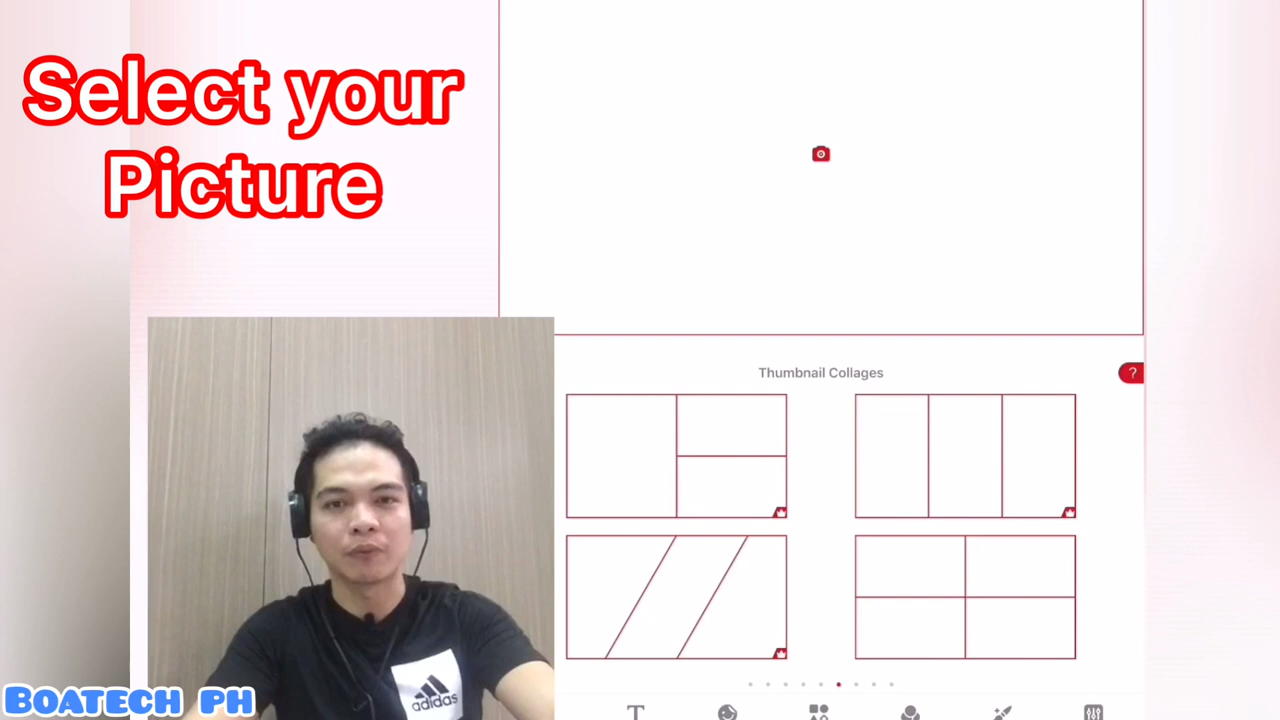 Select your
Picture
Thumbnail Collages
?
adidas
T
BOATECH PH